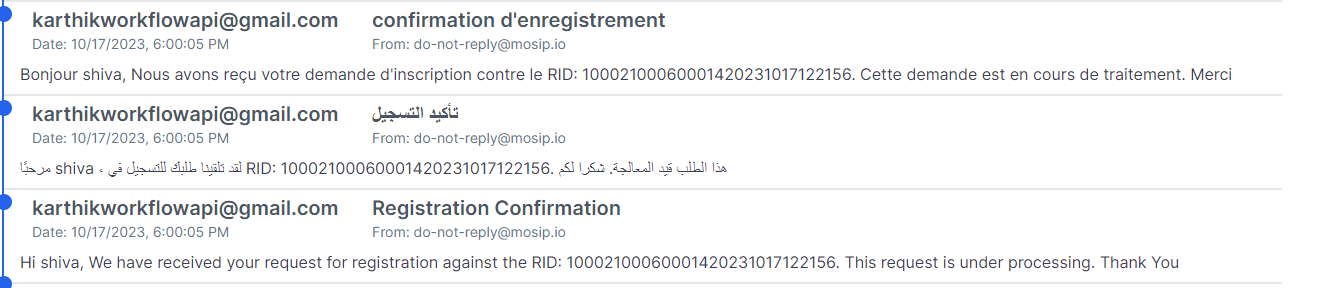 karthikworkflowapi@gmail.com confirmation d'enregistrement
Date: 10/17/2023, 6:00:05 PM From: do-not-reply@mosip.io
Bonjour shiva, Nous avons reçu votre demande d'inscription contre le RID: 10002100060001420231017122156. Cette demande est en cours de traitement. Merci
karthikworkflowapi@gmail.com تأكيد التسجيل
Date: 10/17/2023, 6:00:05 PM From: do-not-reply@mosip.io
مرحبًا shiva ، لقد تلقينا طلبك للتسجيل في RID: 10002100060001420231017122156. هذا الطلب قيد المعالجة. شكرا لكم
karthikworkflowapi@gmail.com Registration Confirmation
Date: 10/17/2023, 6:00:05 PM From: do-not-reply@mosip.io
Hi shiva, We have received your request for registration against the RID: 10002100060001420231017122156. This request is under processing. Thank You